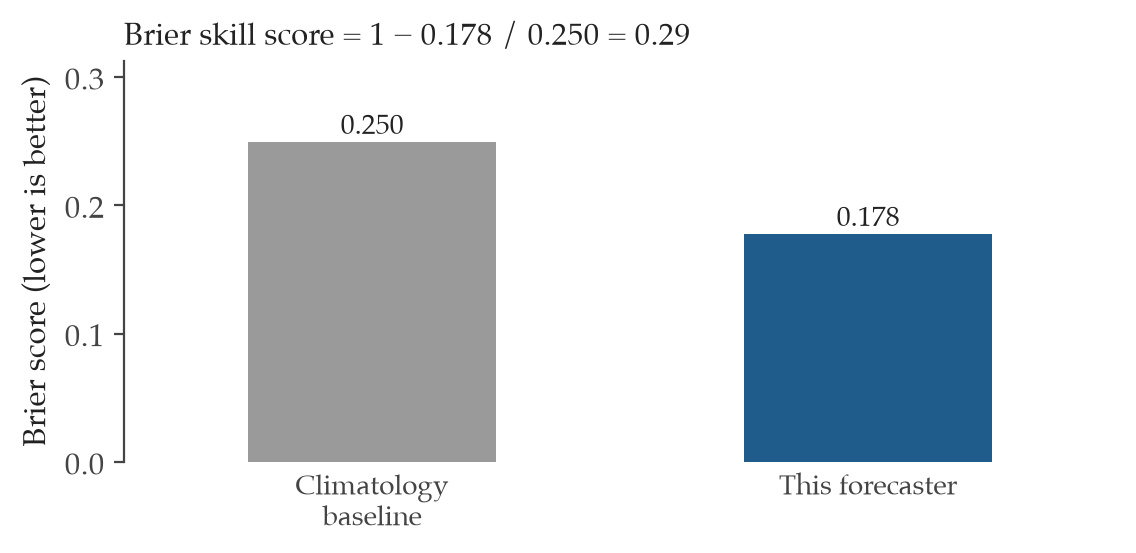 Brier skill score = 1 − 0.178 / 0.250 = 0.29
Brier score (lower is better)
0.3
0.2
0.1
0.0
0.250
0.178
Climatology
baseline
This forecaster